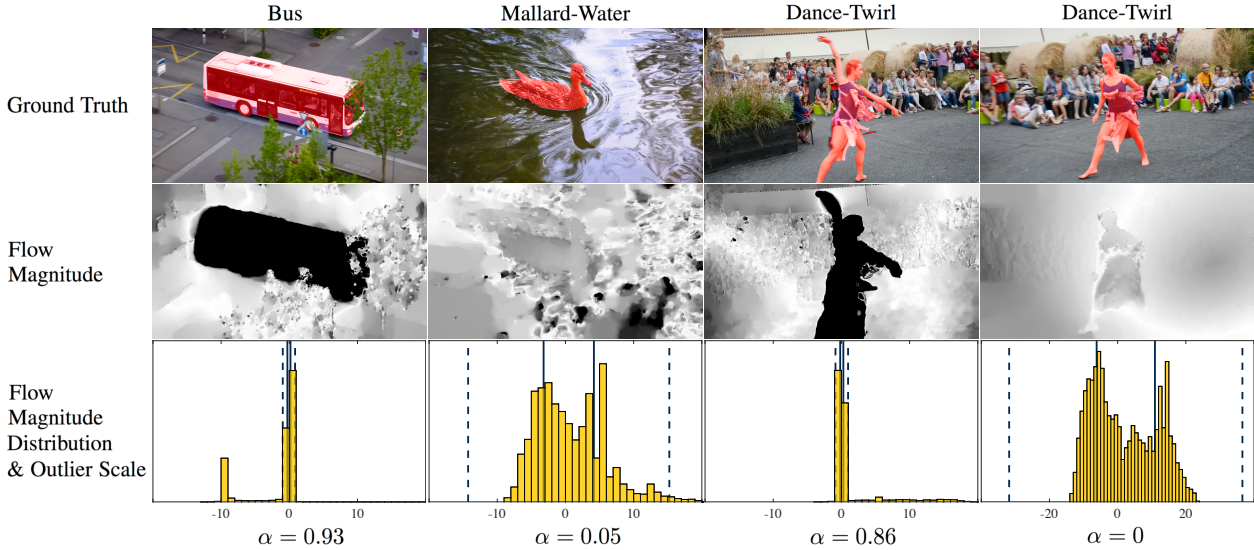 Bus Mallard-Water Dance-Twirl Dance-Twirl
Ground Truth
Flow
Magnitude
Flow
Magnitude
Distribution
& Outlier Scale
-10 0 10 -10 0 10 -10 0 10 -20 0 20
α = 0.93 α = 0.05 α = 0.86 α = 0